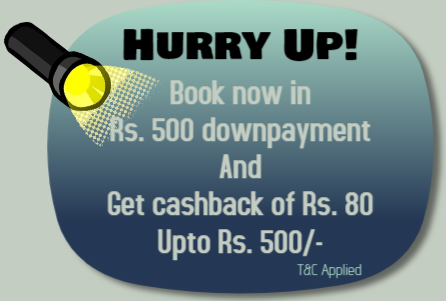 HURRY UP!
Book now in
Rs. 500 downpayment
And
Get cashback of Rs. 80
Upto Rs. 500/-
T&C Applied